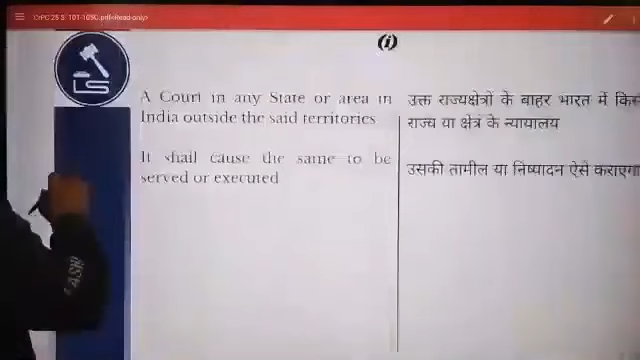 CrPC 25 S. 101-105C.pdf<Read-only>
(i)
LS
A Court in any State or area in
India outside the said territories
It shall cause the same to be
served or executed
उक्त राज्यक्षेत्रों के बाहर भारत में
राज्य या क्षेत्र के न्यायालय
उसकी तामील या निष्पादन ऐसे कराएगा